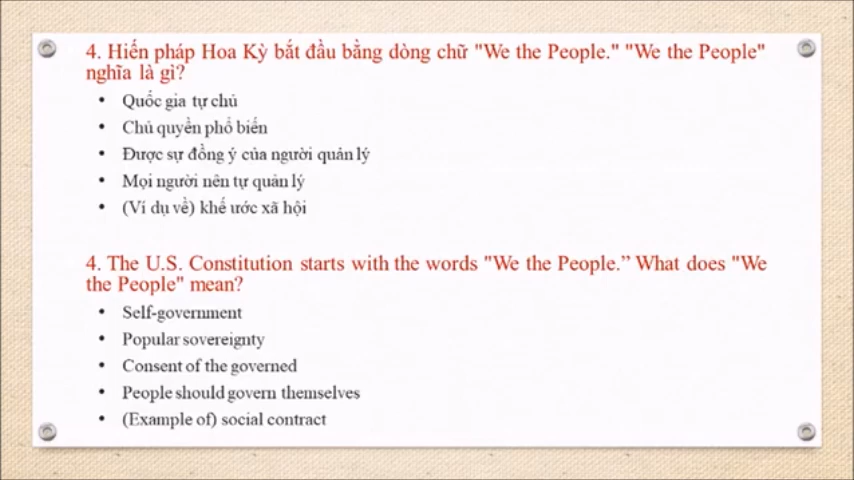 4. Hiến pháp Hoa Kỳ bắt đầu bằng dòng chữ "We the People." "We the People"
nghĩa là gì?
• Quốc gia tự chủ
• Chủ quyền phổ biến
• Được sự đồng ý của người quản lý
• Mọi người nên tự quản lý
• (Ví dụ về) khế ước xã hội
4. The U.S. Constitution starts with the words "We the People.” What does "We
the People" mean?
• Self-government
• Popular sovereignty
• Consent of the governed
• People should govern themselves
• (Example of) social contract